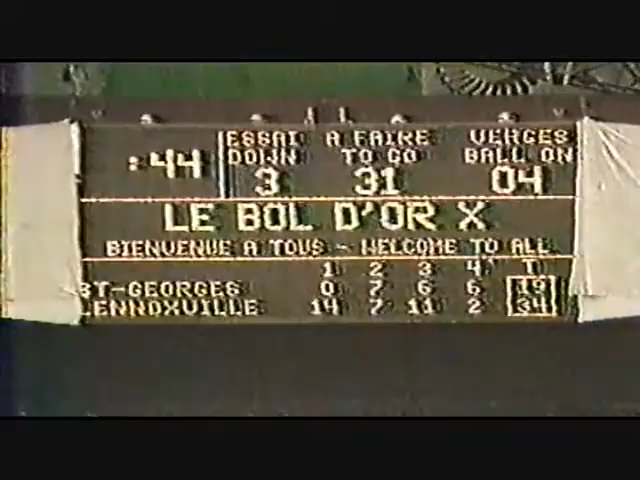 ESSAI A FAIRE VERGES
:44 DOWN TO GO BALL ON
3 31 04
LE BOL D'OR X
BIENVENUE A TOUS - WELCOME TO ALL
1 2 3 4 T
ST-GEORGES 0 7 6 6 19
LENNOXVILLE 14 7 11 2 34